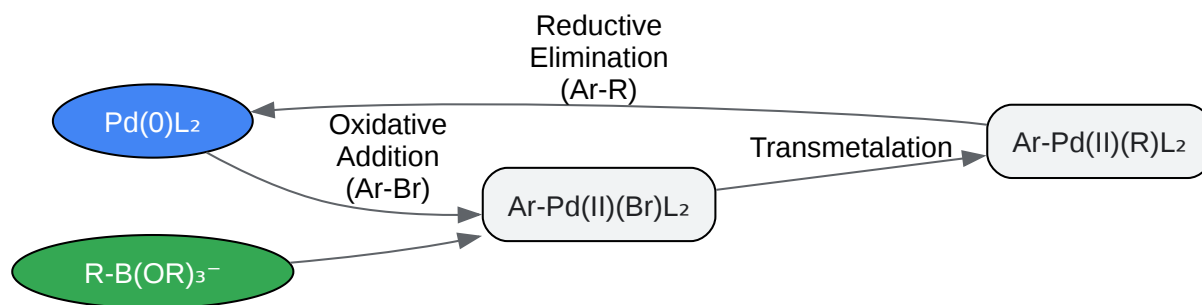 Reductive
Elimination
(Ar-R)
Pd(0)L₂
Oxidative
Addition
(Ar-Br)
Transmetalation
Ar-Pd(II)(R)L₂
Ar-Pd(II)(Br)L₂
R-B(OR)₃⁻